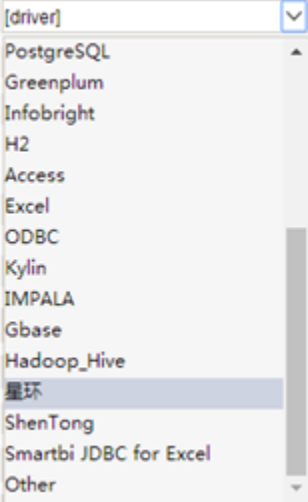 [driver]
PostgreSQL
Greenplum
Infobright
H2
Access
Excel
ODBC
Kylin
IMPALA
Gbase
Hadoop_Hive
星环
ShenTong
Smartbi JDBC for Excel
Other